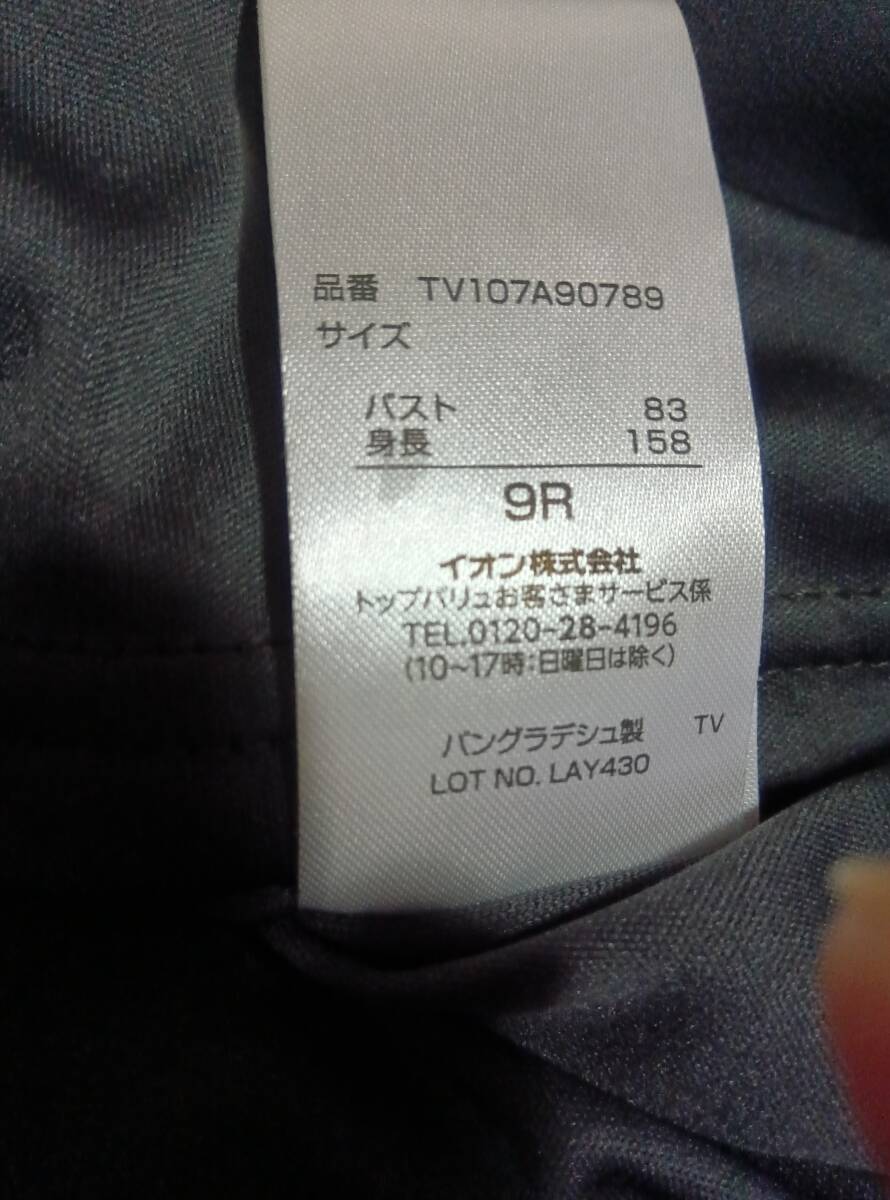 品番 TV107A90789
サイズ
バスト 83
身長 158
9R
イオン株式会社
トップバリュお客さまサービス係
TEL.0120-28-4196
(10~17時:日曜日は除く)
バングラデシュ製 TV
LOT NO. LAY430